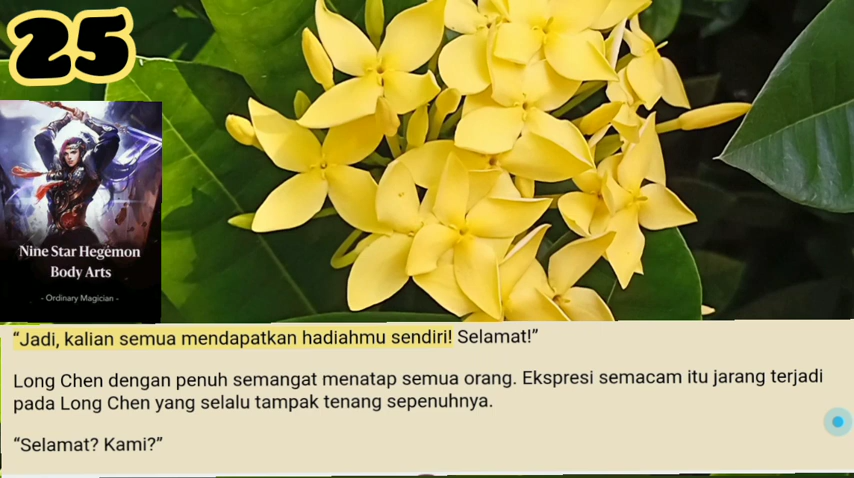 25
Nine Star Hegemon
Body Arts
- Ordinary Magician -
“Jadi, kalian semua mendapatkan hadiahmu sendiri! Selamat!”
Long Chen dengan penuh semangat menatap semua orang. Ekspresi semacam itu jarang terjadi
pada Long Chen yang selalu tampak tenang sepenuhnya.
“Selamat? Kami?”